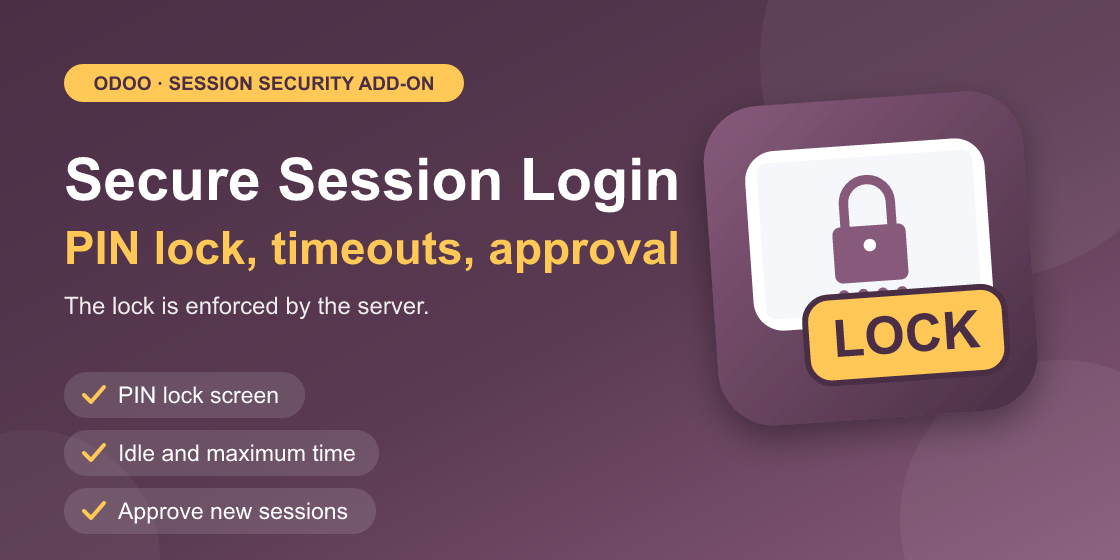 ODOO · SESSION SECURITY ADD-ON
Secure Session Login
PIN lock, timeouts, approval
The lock is enforced by the server.
LOCK
PIN lock screen
Idle and maximum time
Approve new sessions